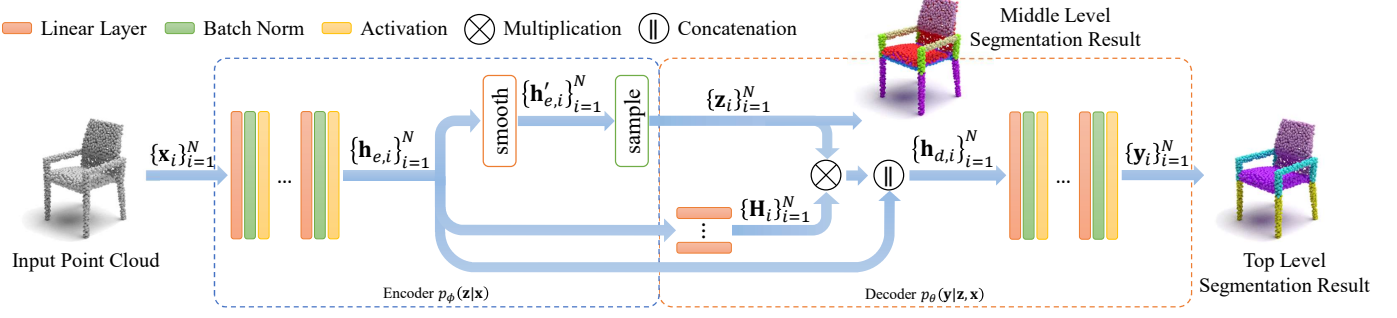 Linear Layer
Batch Norm
Activation
Multiplication
Concatenation
Middle Level
Segmentation Result
{x_i}_{i=1}^N
...
...
{h_{e,i}}_{i=1}^N
smooth
{h'_{e,i}}_{i=1}^N
sample
{z_i}_{i=1}^N
{H_i}_{i=1}^N
⋮
{h_{d,i}}_{i=1}^N
...
...
{y_i}_{i=1}^N
Input Point Cloud
Encoder p_ϕ(z|x)
Decoder p_θ(y|z, x)
Top Level
Segmentation Result